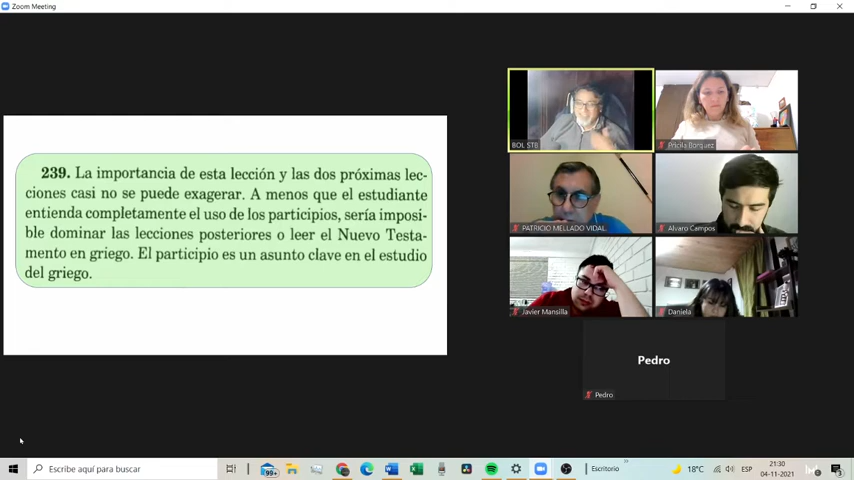 Zoom Meeting
239. La importancia de esta lección y las dos próximas lec-
ciones casi no se puede exagerar. A menos que el estudiante
entienda completamente el uso de los participios, sería imposi-
ble dominar las lecciones posteriores o leer el Nuevo Testa-
mento en griego. El participio es un asunto clave en el estudio
del griego.
BOL STB
Pricila Borquez
PATRICIO MELLADO VIDAL
Alvaro Campos
Javier Mansilla
Daniela
Pedro
Pedro
Escribe aquí para buscar
99+
Escritorio
18°C
ESP
21:30
04-11-2021